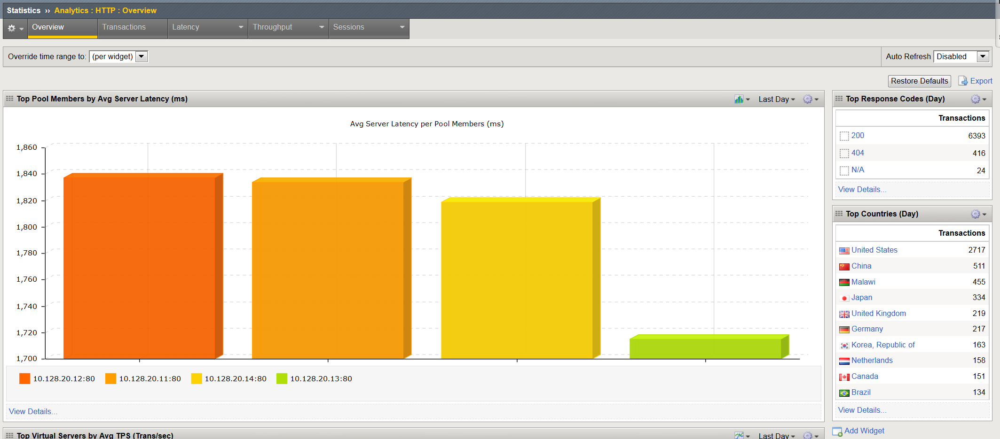 Statistics ›› Analytics : HTTP : Overview
Overview Transactions Latency Throughput Sessions
Override time range to: (per widget) Auto Refresh Disabled
Restore Defaults Export
Top Pool Members by Avg Server Latency (ms) Last Day
Avg Server Latency per Pool Members (ms)
1,860
1,840
1,820
1,800
1,780
1,760
1,740
1,720
1,700
10.128.20.12:80 10.128.20.11:80 10.128.20.14:80 10.128.20.13:80
View Details...
Top Virtual Servers by Avg TPS (Trans/sec) Last Day
Top Response Codes (Day)
Transactions
200 6393
404 416
N/A 24
View Details...
Top Countries (Day)
Transactions
United States 2717
China 511
Malawi 455
Japan 334
United Kingdom 219
Germany 217
Korea, Republic of 163
Netherlands 158
Canada 151
Brazil 134
View Details...
Add Widget